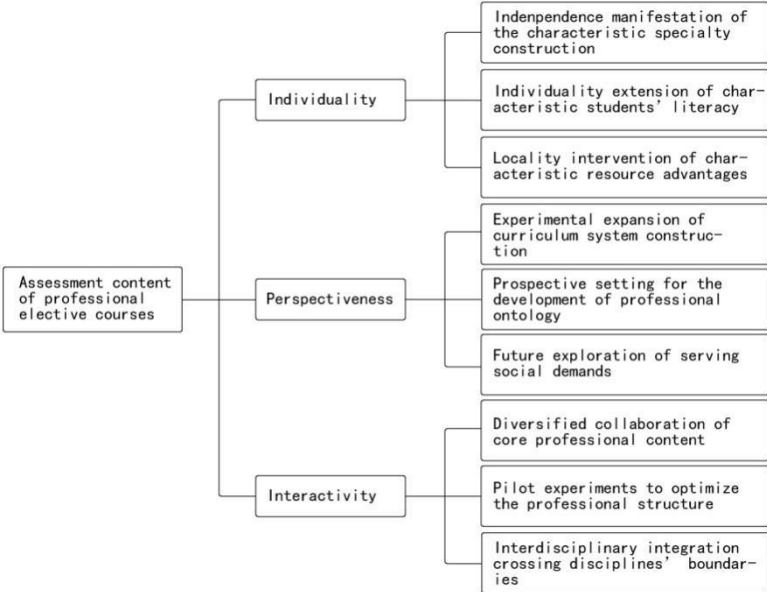 Indenpendence manifestation of
the characteristic specialty
construction
Individuality
Individuality extension of char-
acteristic students' literacy
Locality intervention of char-
acteristic resource advantages
Experimental expansion of
curriculum system construc-
tion
Assessment content
of professional
elective courses
Perspectiveness
Prospective setting for the
development of professional
ontology
Future exploration of serving
social demands
Diversified collaboration of
core professional content
Interactivity
Pilot experiments to optimize
the professional structure
Interdisciplinary integration
crossing disciplines' boundar-
ies